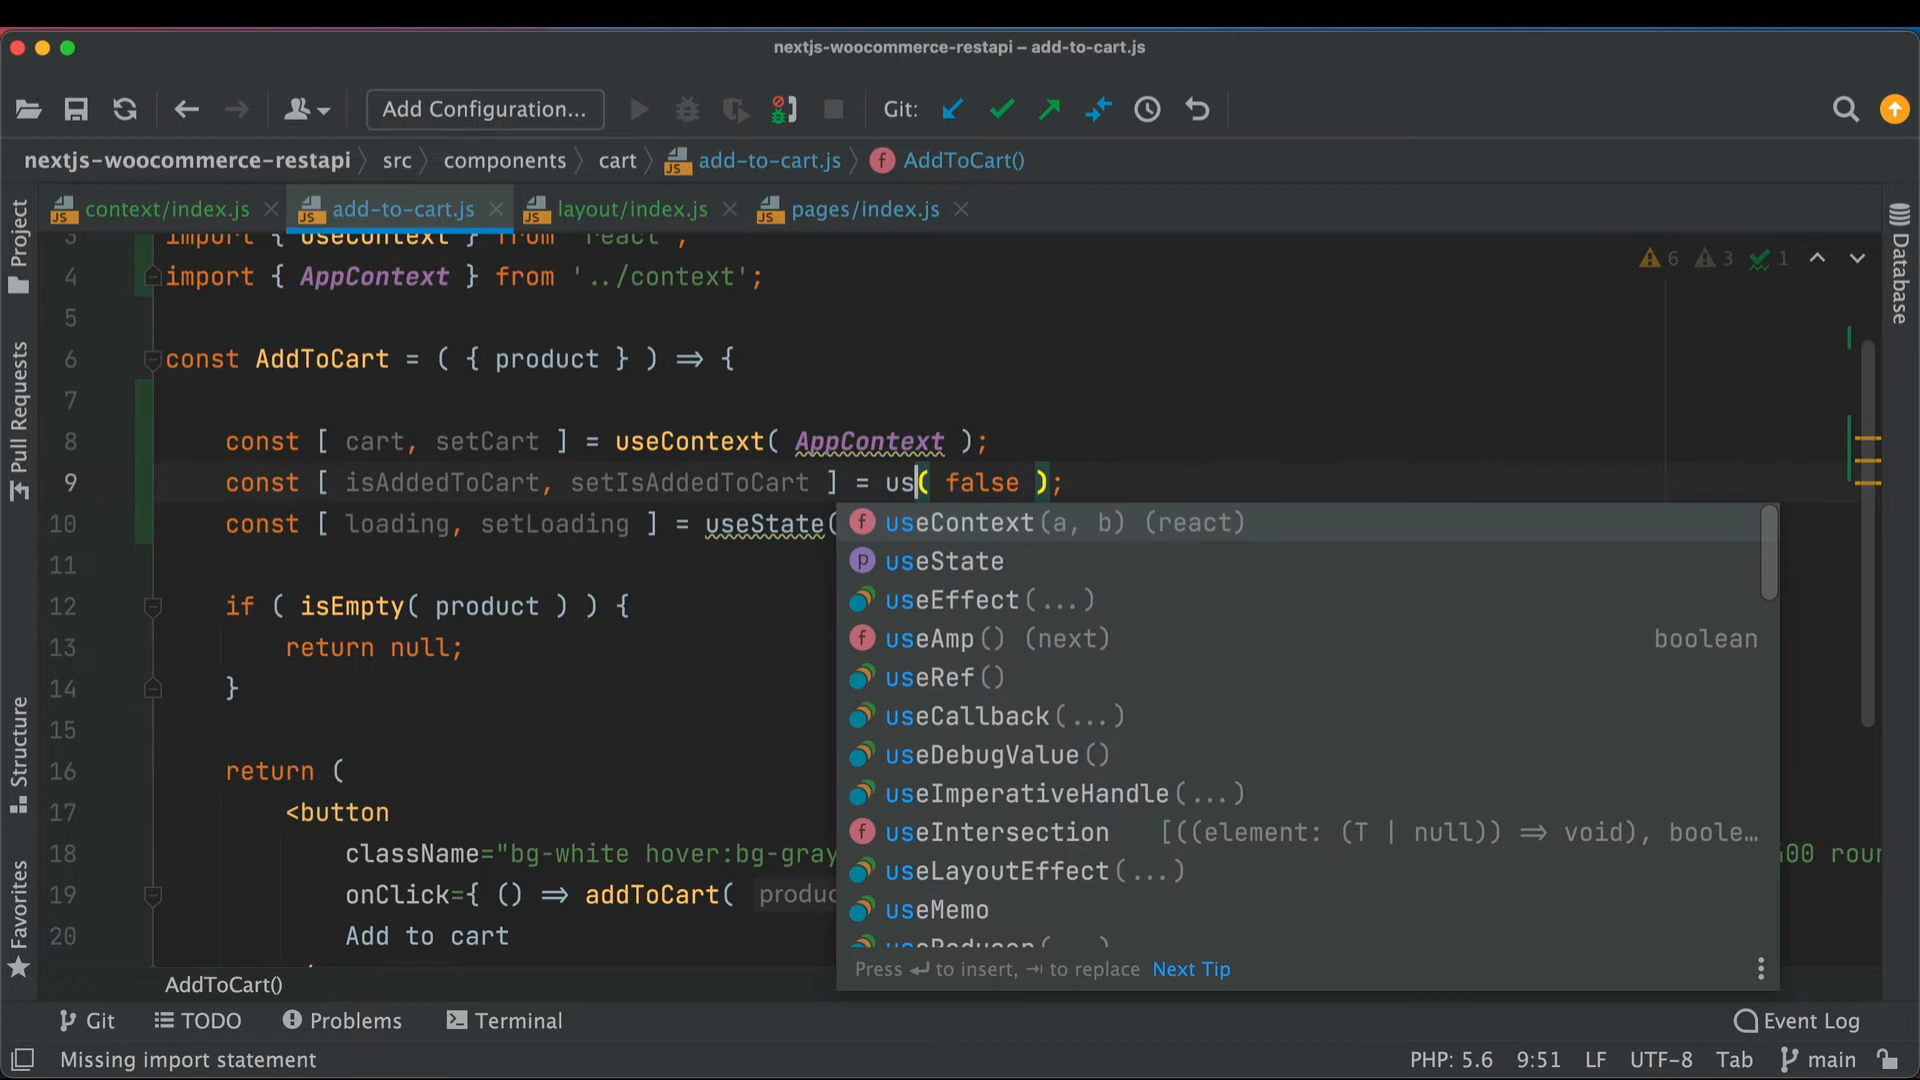 nextjs-woocommerce-restapi – add-to-cart.js
Add Configuration...
Git:
nextjs-woocommerce-restapi
src
components
cart
add-to-cart.js
AddToCart()
context/index.js
add-to-cart.js
layout/index.js
pages/index.js
Project
Pull Requests
Structure
Favorites
Database
6
3
1
3 import { useContext } from 'react';
4 import { AppContext } from '../context';
5
6 const AddToCart = ( { product } ) ⇒ {
7
8 const [ cart, setCart ] = useContext( AppContext );
9 const [ isAddedToCart, setIsAddedToCart ] = us( false );
10 const [ loading, setLoading ] = useState(
11
12 if ( isEmpty( product ) ) {
13 return null;
14 }
15
16 return (
17 <button
18 className="bg-white hover:bg-gray
19 onClick={ () ⇒ addToCart(
20 Add to cart
useContext(a, b) (react)
useState
useEffect(...)
useAmp() (next) boolean
useRef()
useCallback(...)
useDebugValue()
useImperativeHandle(...)
useIntersection [((element: (T | null)) ⇒ void), boole…
useLayoutEffect(...)
useMemo
useReducer(...)
Press ↵ to insert, ⇥ to replace Next Tip
AddToCart()
Git
TODO
Problems
Terminal
Event Log
Missing import statement
PHP: 5.6 9:51 LF UTF-8 Tab main